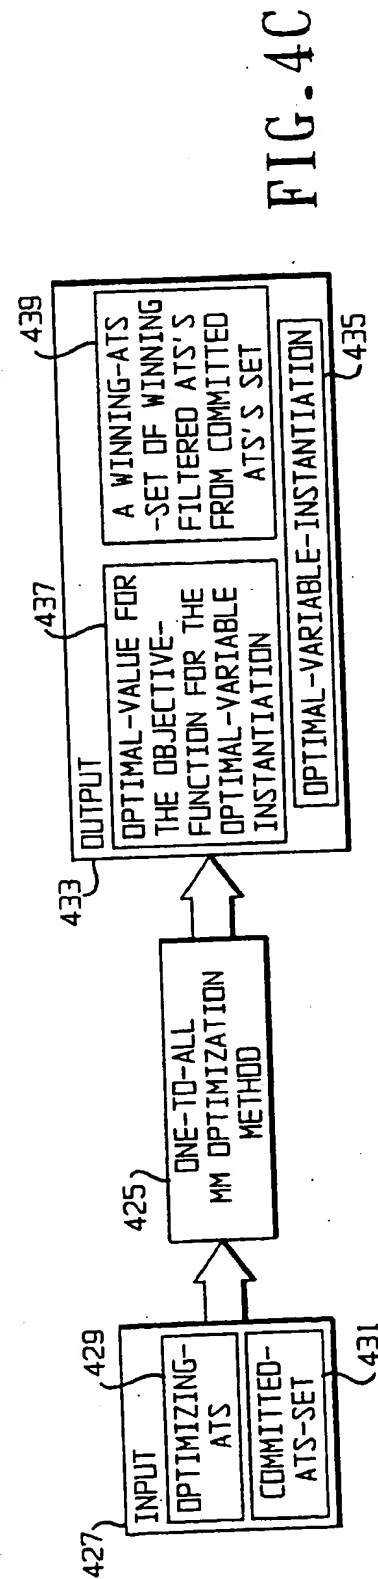 427
INPUT
429
OPTIMIZING-
ATS
COMMITTED-
ATS-SET
431
425
ONE-TO-ALL
MM OPTIMIZATION
METHOD
433
OUTPUT
437
OPTIMAL-VALUE FOR
THE OBJECTIVE-
FUNCTION FOR THE
OPTIMAL-VARIABLE
INSTANTIATION
439
A WINNING-ATS
-SET OF WINNING
FILTERED ATS'S
FROM COMMITTED
ATS'S SET
OPTIMAL-VARIABLE-INSTANTIATION
435
FIG.4C